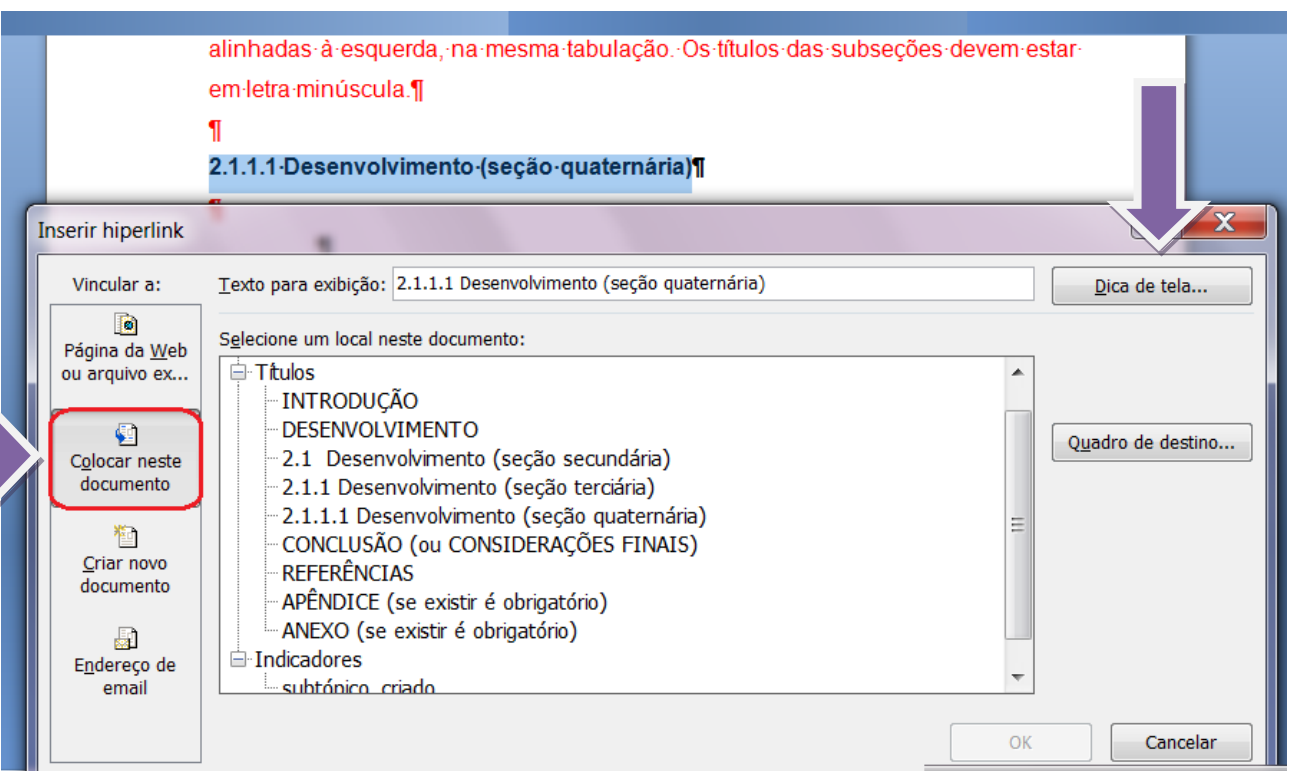 alinhadas à esquerda, na mesma tabulação. Os títulos das subseções devem estar
em letra minúscula.¶
¶
2.1.1.1 Desenvolvimento (seção quaternária)¶
¶
¶
Inserir hiperlink
X
Vincular a:
Texto para exibição: 2.1.1.1 Desenvolvimento (seção quaternária)
Dica de tela...
Página da Web
ou arquivo ex...
Colocar neste
documento
Criar novo
documento
Endereço de
email
Selecione um local neste documento:
Títulos
INTRODUÇÃO
DESENVOLVIMENTO
2.1 Desenvolvimento (seção secundária)
2.1.1 Desenvolvimento (seção terciária)
2.1.1.1 Desenvolvimento (seção quaternária)
CONCLUSÃO (ou CONSIDERAÇÕES FINAIS)
REFERÊNCIAS
APÊNDICE (se existir é obrigatório)
ANEXO (se existir é obrigatório)
Indicadores
subtópico_criado
Quadro de destino...
OK
Cancelar